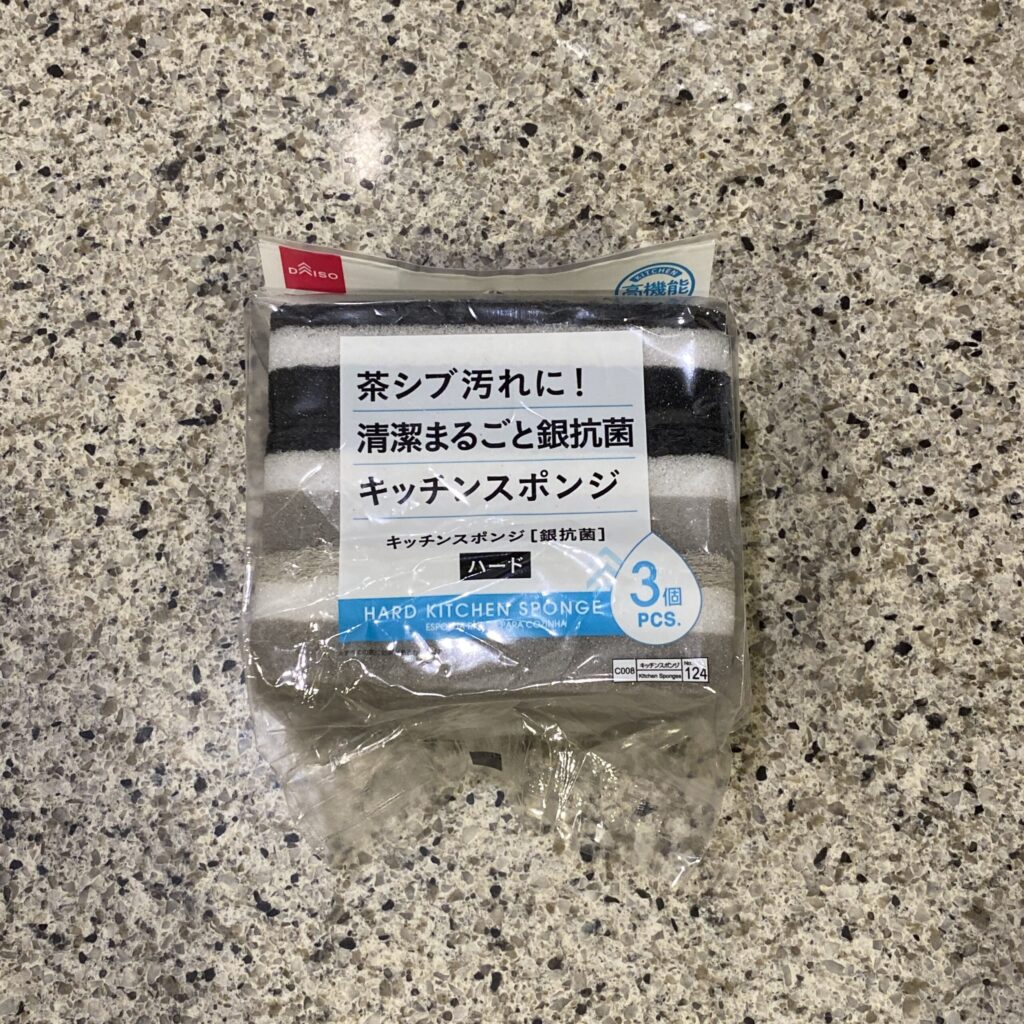 DAISO
KITCHEN
高機能
茶シブ汚れに！
清潔まるごと銀抗菌
キッチンスポンジ
キッチンスポンジ［銀抗菌］
ハード
HARD KITCHEN SPONGE
PARA COZINHA
3個
PCS.
C008
キッチンスポンジ
Kitchen Sponges
No.
124